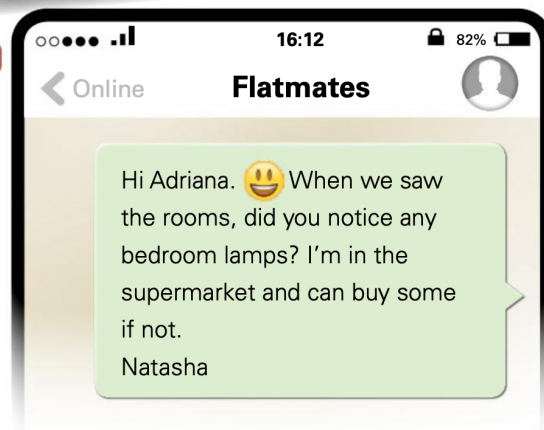 16:12
82%
Online
Flatmates
Hi Adriana. 😃 When we saw
the rooms, did you notice any
bedroom lamps? I'm in the
supermarket and can buy some
if not.
Natasha